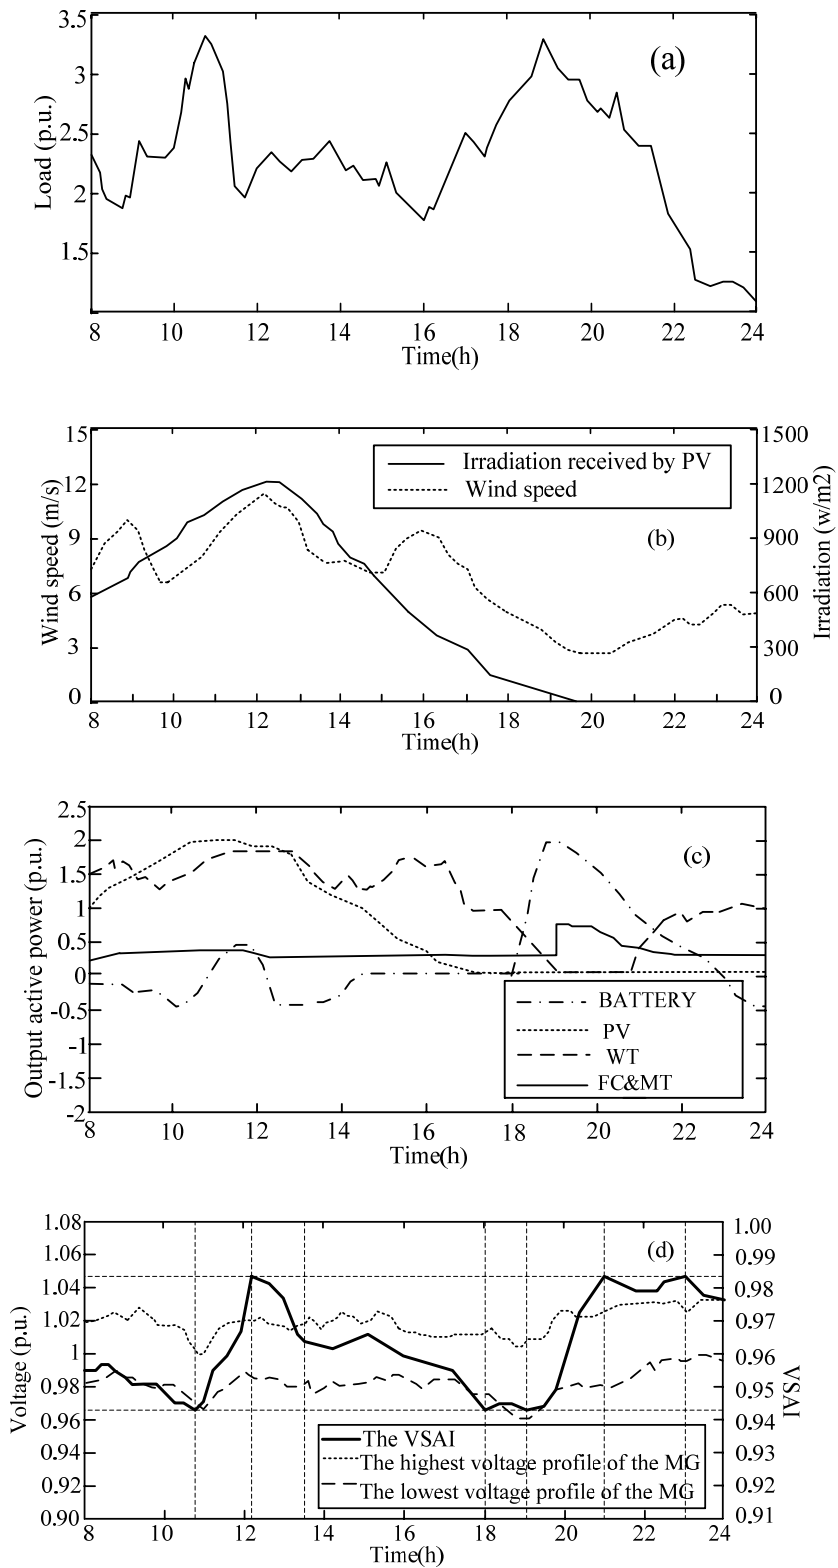 3.5
3
2.5
2
1.5
Load (p.u.)
(a)
8 10 12 14 16 18 20 22 24
Time(h)
15
12
9
6
3
0
Wind speed (m/s)
Irradiation received by PV
Wind speed
(b)
1500
1200
900
600
300
0
Irradiation (w/m2)
8 10 12 14 16 18 20 22 24
Time(h)
2.5
2
1.5
1
0.5
0
-0.5
-1
-1.5
-2
Output active power (p.u.)
(c)
BATTERY
PV
WT
FC&MT
8 10 12 14 16 18 20 22 24
Time(h)
1.08
1.06
1.04
1.02
1
0.98
0.96
0.94
0.92
0.90
Voltage (p.u.)
(d)
The VSAI
The highest voltage profile of the MG
The lowest voltage profile of the MG
1.00
0.99
0.98
0.97
0.96
0.95
0.94
0.94
0.92
0.91
VSAI
8 10 12 14 16 18 20 22 24
Time(h)